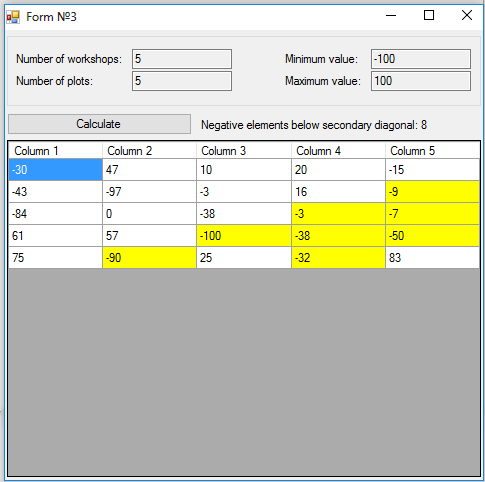 Form №3
Number of workshops: 5 Minimum value: -100
Number of plots: 5 Maximum value: 100
Calculate Negative elements below secondary diagonal: 8
Column 1 Column 2 Column 3 Column 4 Column 5
-30 47 10 20 -15
-43 -97 -3 16 -9
-84 0 -38 -3 -7
61 57 -100 -38 -50
75 -90 25 -32 83